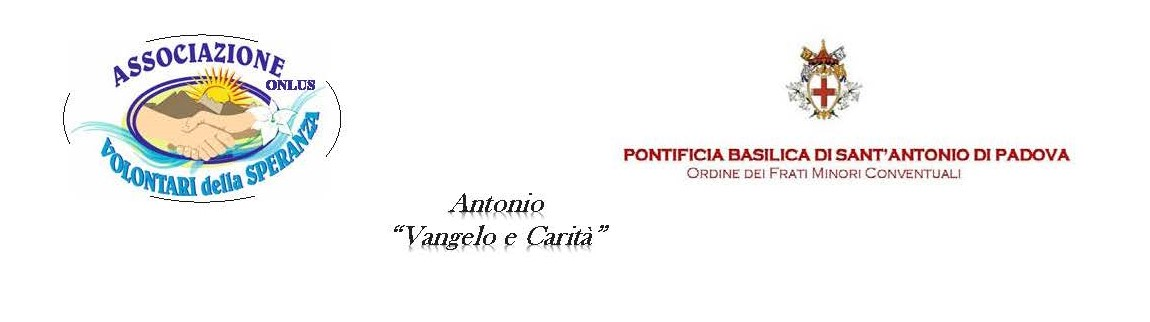 ASSOCIAZIONE
ONLUS
VOLONTARI della SPERANZA
PONTIFICIA BASILICA DI SANT'ANTONIO DI PADOVA
ORDINE DEI FRATI MINORI CONVENTUALI
Antonio
“Vangelo e Carità”